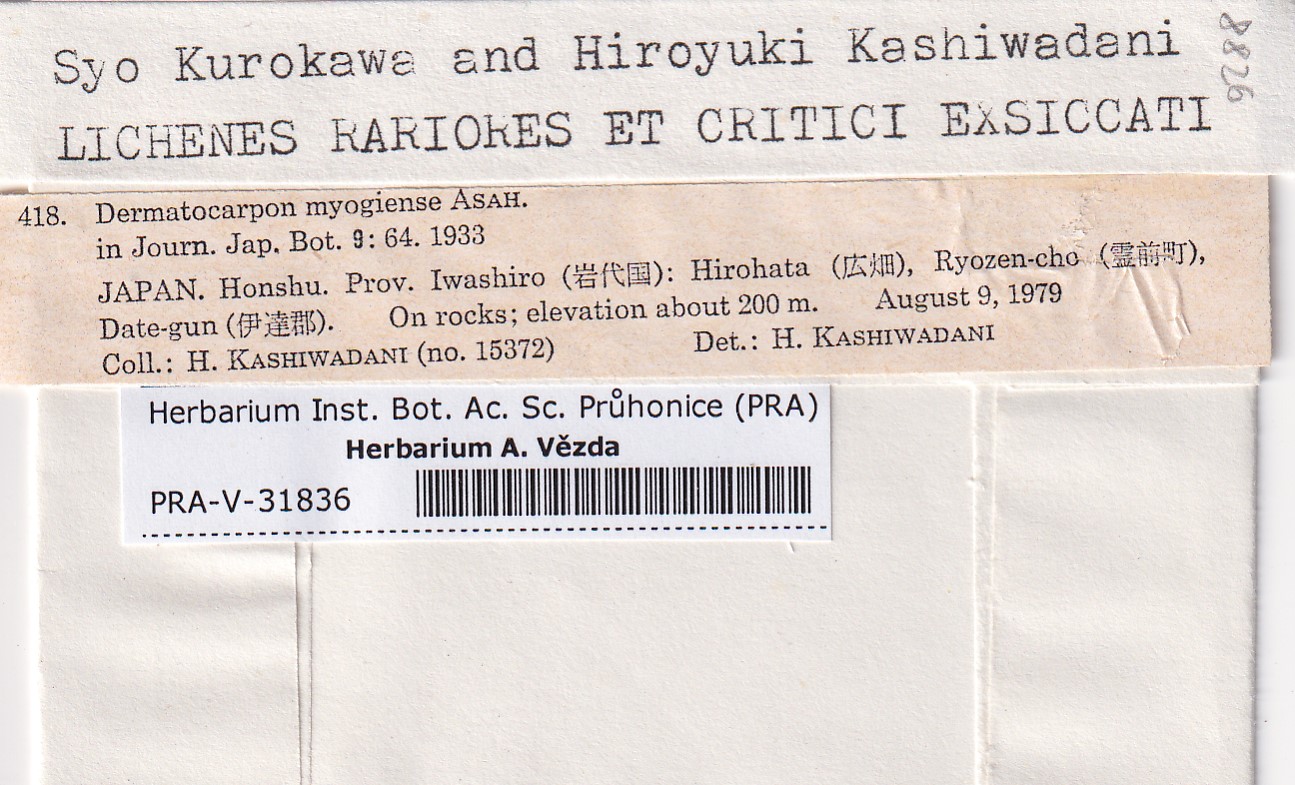 Syo Kurokawa and Hiroyuki Kashiwadani
LICHENES RARIORES ET CRITICI EXSICCATI
8826
418. Dermatocarpon myogiense ASAH.
in Journ. Jap. Bot. 9: 64. 1933
JAPAN. Honshu. Prov. Iwashiro (岩代国): Hirohata (広畑), Ryozen-cho (霊前町),
Date-gun (伊達郡). On rocks; elevation about 200 m. August 9, 1979
Coll.: H. KASHIWADANI (no. 15372) Det.: H. KASHIWADANI
Herbarium Inst. Bot. Ac. Sc. Průhonice (PRA)
Herbarium A. Vězda
PRA-V-31836